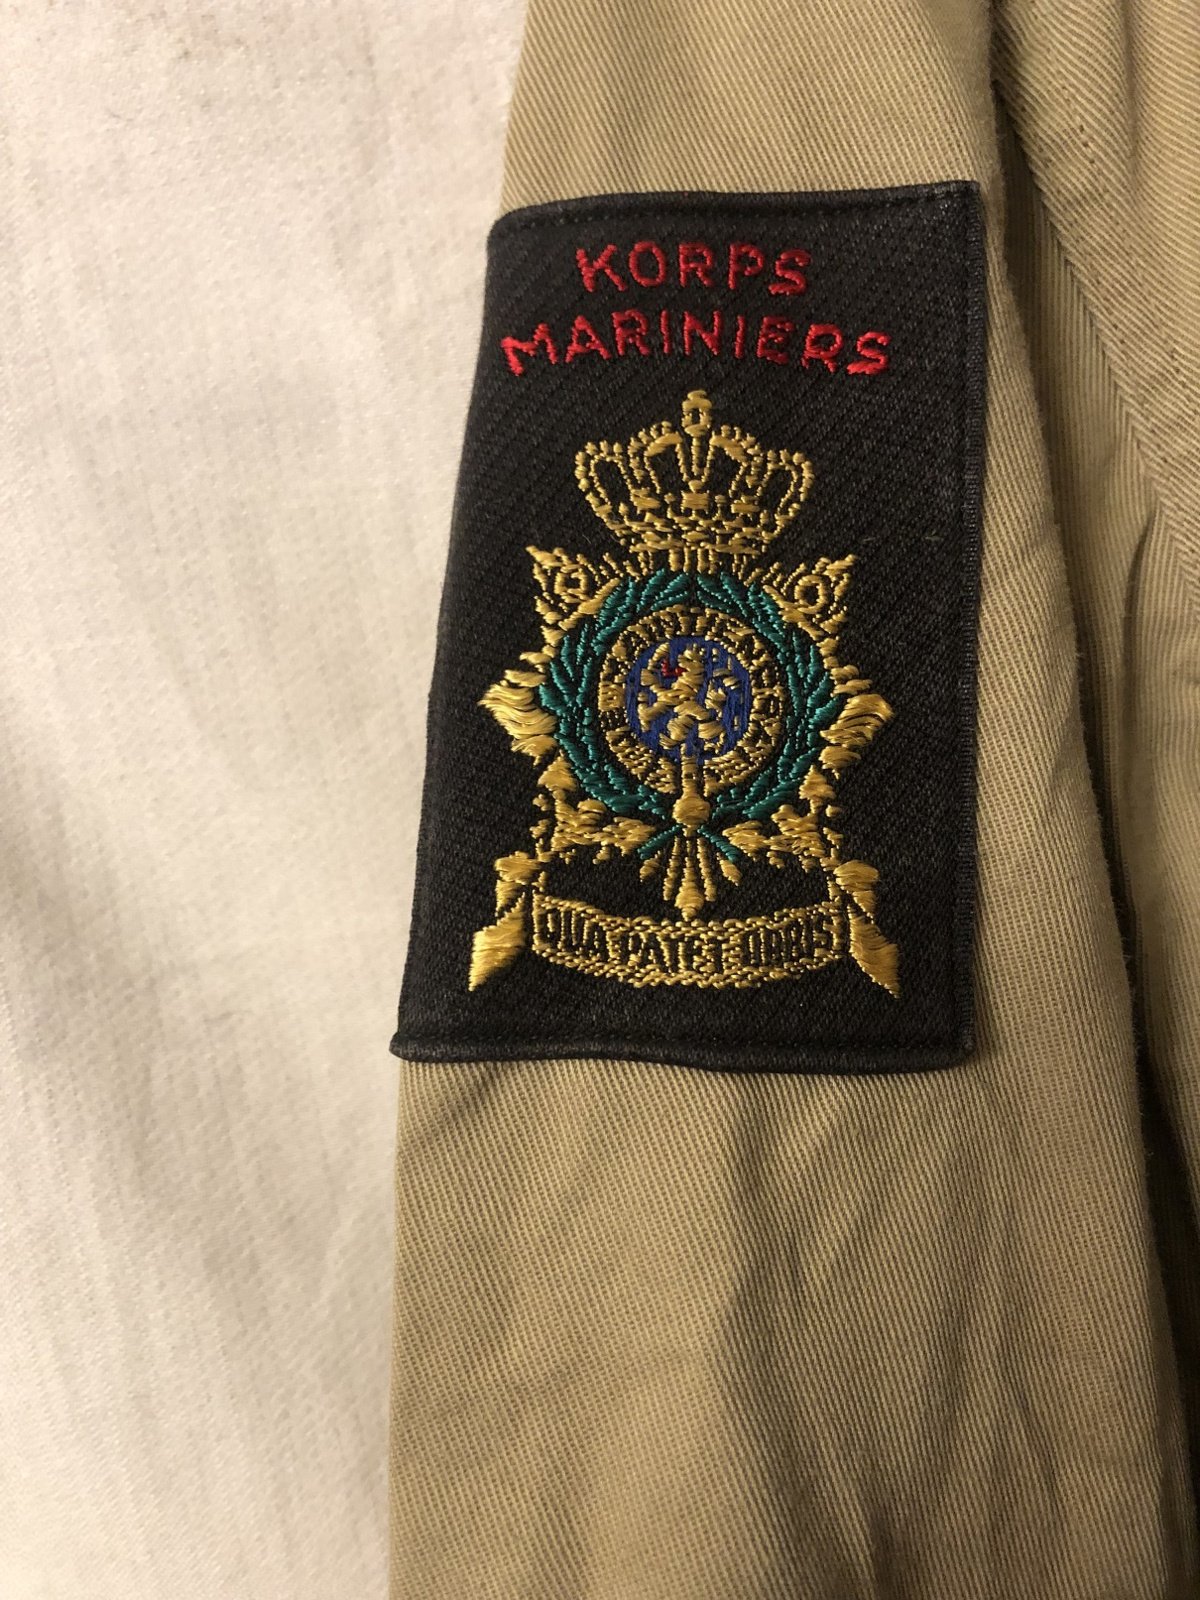 KORPS
MARINIERS
QUA PATET ORBIS